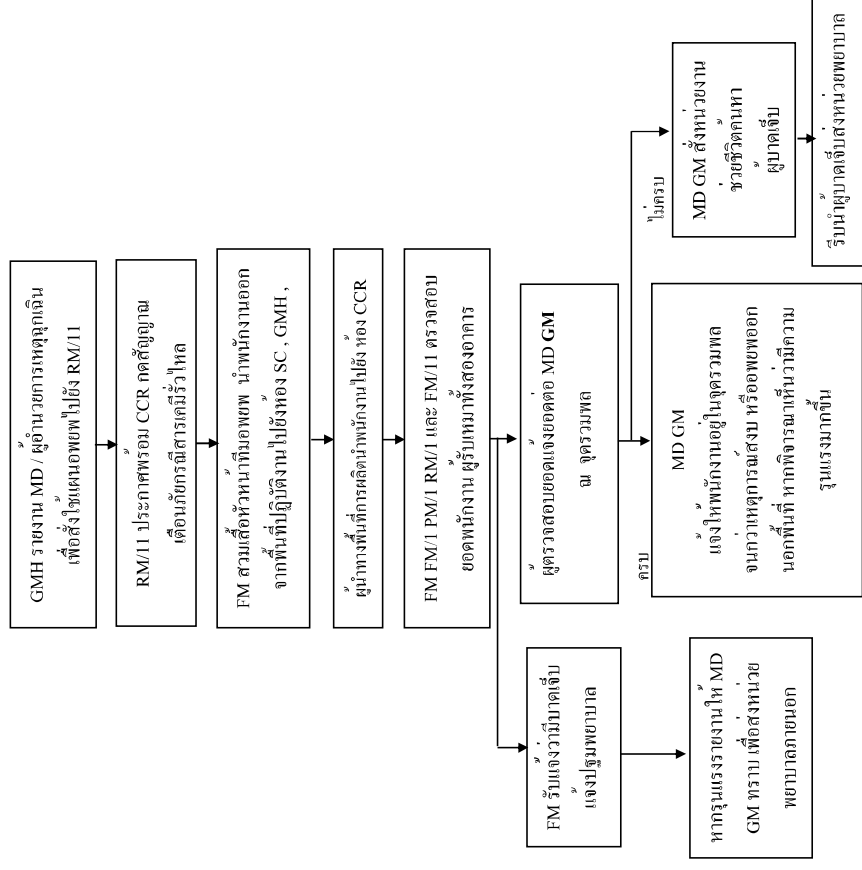 GMH รายงาน MD / ผู้อำนวยการเหตุฉุกเฉิน
เพื่อสั่งใช้แผนอพยพ ไปยัง RM/11
RM/11 ประกาศพร้อม CCR กดสัญญาณ
เตือนภัยกรณีสารเคมีรั่วไหล
FM สวมเสื้อหัวหน้าทีมอพยพ นำพนักงานออก
จากพื้นที่ปฏิบัติงาน ไปยังห้อง SC , GMH ,
ผู้นำทางพื้นที่การผลิตนำพนักงานไปยัง ห้อง CCR
FM FM/1 PM/1 RM/1 และ FM/11 ตรวจสอบ
ยอดพนักงาน ผู้รับเหมาทั้งสองอาคาร
FM รับแจ้งว่ามีบาดเจ็บ
แจ้งปฐมพยาบาล
หากรุนแรงรายงานให้ MD
GM ทราบ เพื่อส่งหน่วย
พยาบาลภายนอก
ผู้ตรวจสอบยอดแจ้งยอดต่อ MD GM
ณ จุดรวมพล
ครบ
MD GM
แจ้งให้พนักงานอยู่ในจุดรวมพล
จนกว่าเหตุการณ์สงบ หรืออพยพออก
นอกพื้นที่ หากพิจารณาเห็นว่ามีความ
รุนแรงมากขึ้น
ไม่ครบ
MD GM สั่งหน่วยงาน
ช่วยชีวิตค้นหา
ผู้บาดเจ็บ
รีบนำผู้บาดเจ็บส่งหน่วยพยาบาล